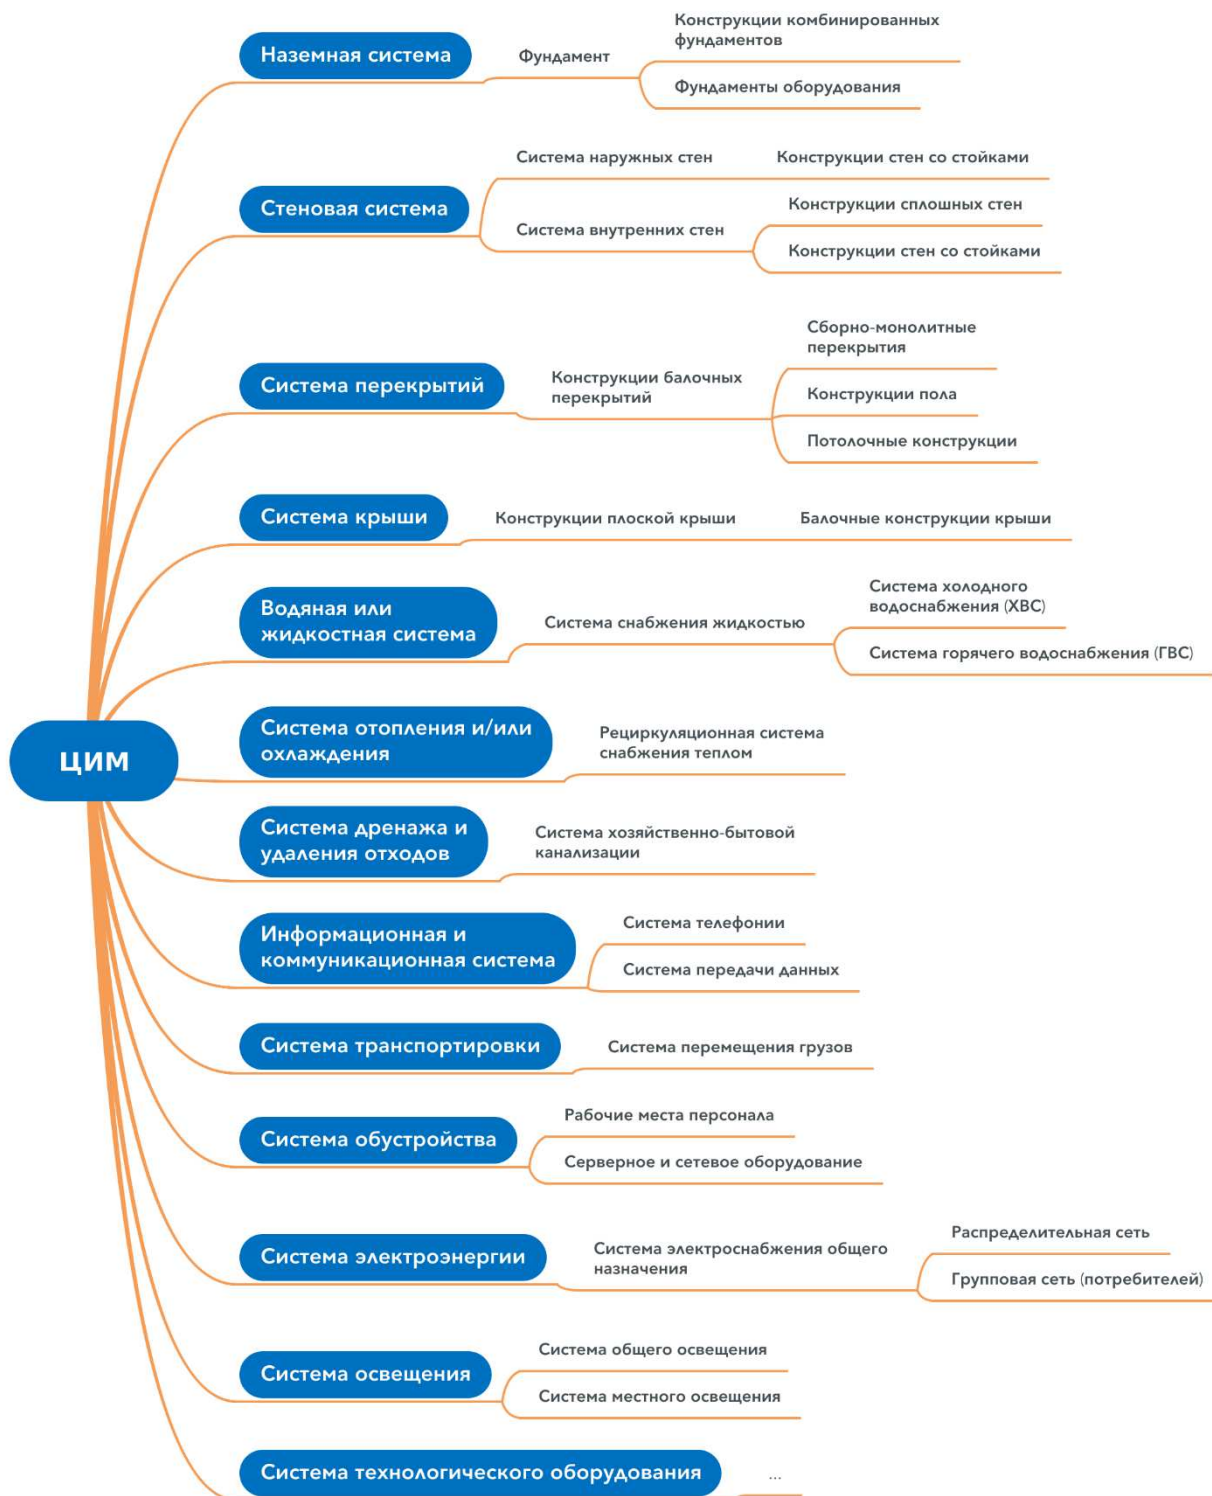 Наземная система
Фундамент
Конструкции комбинированных
фундаментов
Фундаменты оборудования
Стеновая система
Система наружных стен
Конструкции стен со стойками
Система внутренних стен
Конструкции сплошных стен
Конструкции стен со стойками
Система перекрытий
Конструкции балочных
перекрытий
Сборно-монолитные
перекрытия
Конструкции пола
Потолочные конструкции
Система крыши
Конструкции плоской крыши
Балочные конструкции крыши
Водяная или
жидкостная система
Система снабжения жидкостью
Система холодного
водоснабжения (ХВС)
Система горячего водоснабжения (ГВС)
ЦИМ
Система отопления и/или
охлаждения
Рециркуляционная система
снабжения теплом
Система дренажа и
удаления отходов
Система хозяйственно-бытовой
канализации
Информационная и
коммуникационная система
Система телефонии
Система передачи данных
Система транспортировки
Система перемещения грузов
Система обустройства
Рабочие места персонала
Серверное и сетевое оборудование
Система электроэнергии
Система электроснабжения общего
назначения
Распределительная сеть
Групповая сеть (потребителей)
Система освещения
Система общего освещения
Система местного освещения
Система технологического оборудования
...